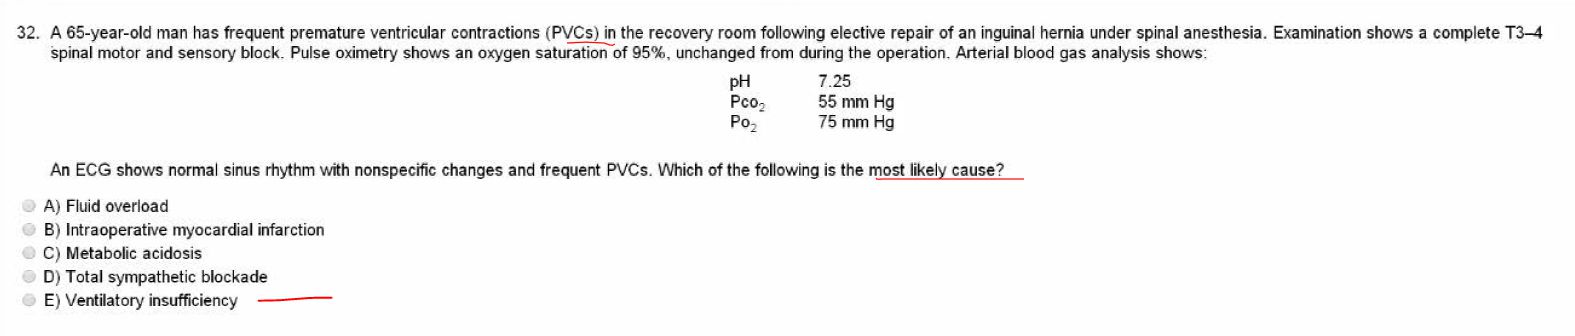 32. A 65-year-old man has frequent premature ventricular contractions (PVCs) in the recovery room following elective repair of an inguinal hernia under spinal anesthesia. Examination shows a complete T3–4
spinal motor and sensory block. Pulse oximetry shows an oxygen saturation of 95%, unchanged from during the operation. Arterial blood gas analysis shows:
pH 7.25
Pco₂ 55 mm Hg
Po₂ 75 mm Hg
An ECG shows normal sinus rhythm with nonspecific changes and frequent PVCs. Which of the following is the most likely cause?
A) Fluid overload
B) Intraoperative myocardial infarction
C) Metabolic acidosis
D) Total sympathetic blockade
E) Ventilatory insufficiency